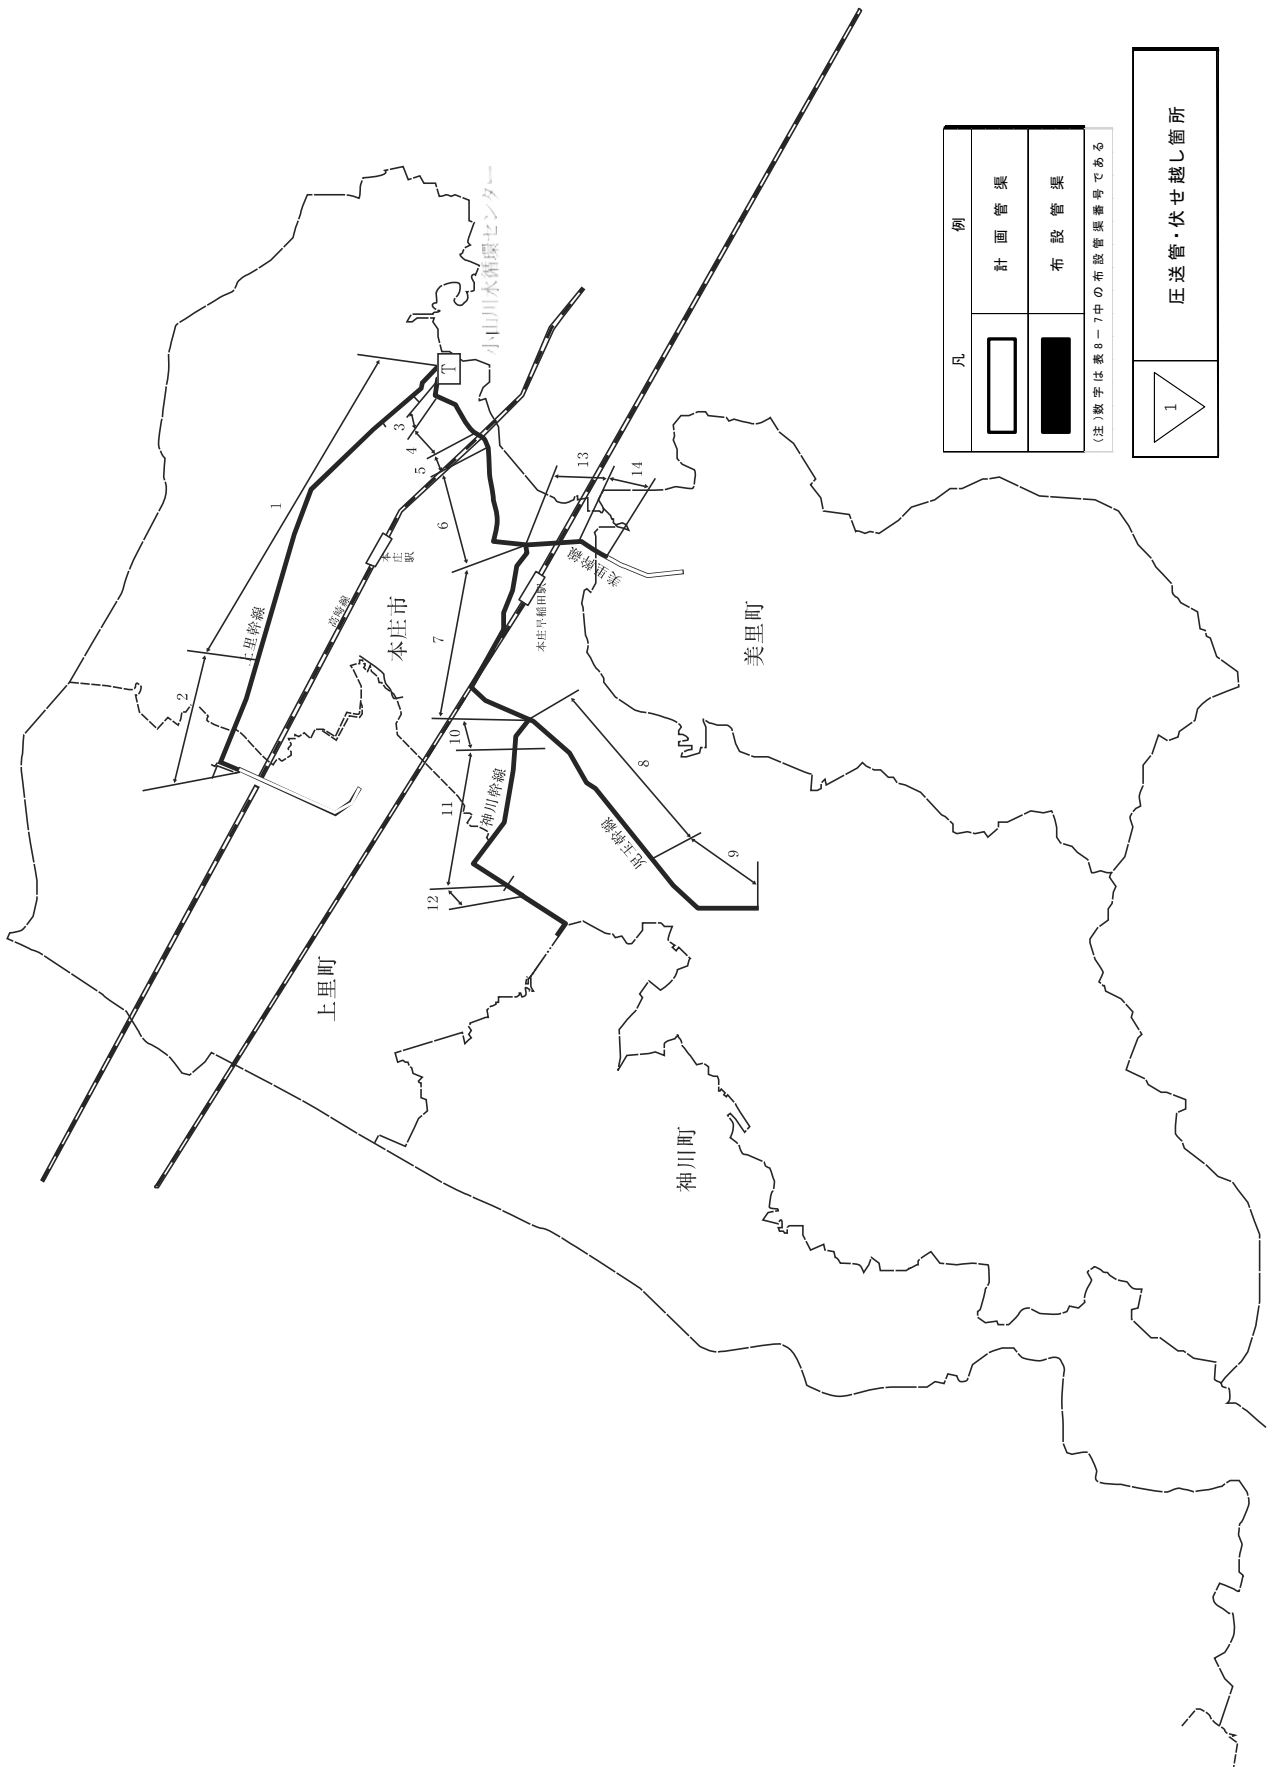 凡例
計画管渠
布設管渠
（注）数字は表８－７中の布設管渠番号である
1
圧送管・伏せ越し箇所
小山川水循環センター
T
1
2
3
4
5
6
7
8
9
10
11
12
13
14
上里幹線
高崎線
本庄駅
本庄市
本庄早稲田駅
美里幹線
美里町
神川幹線
児玉幹線
上里町
神川町